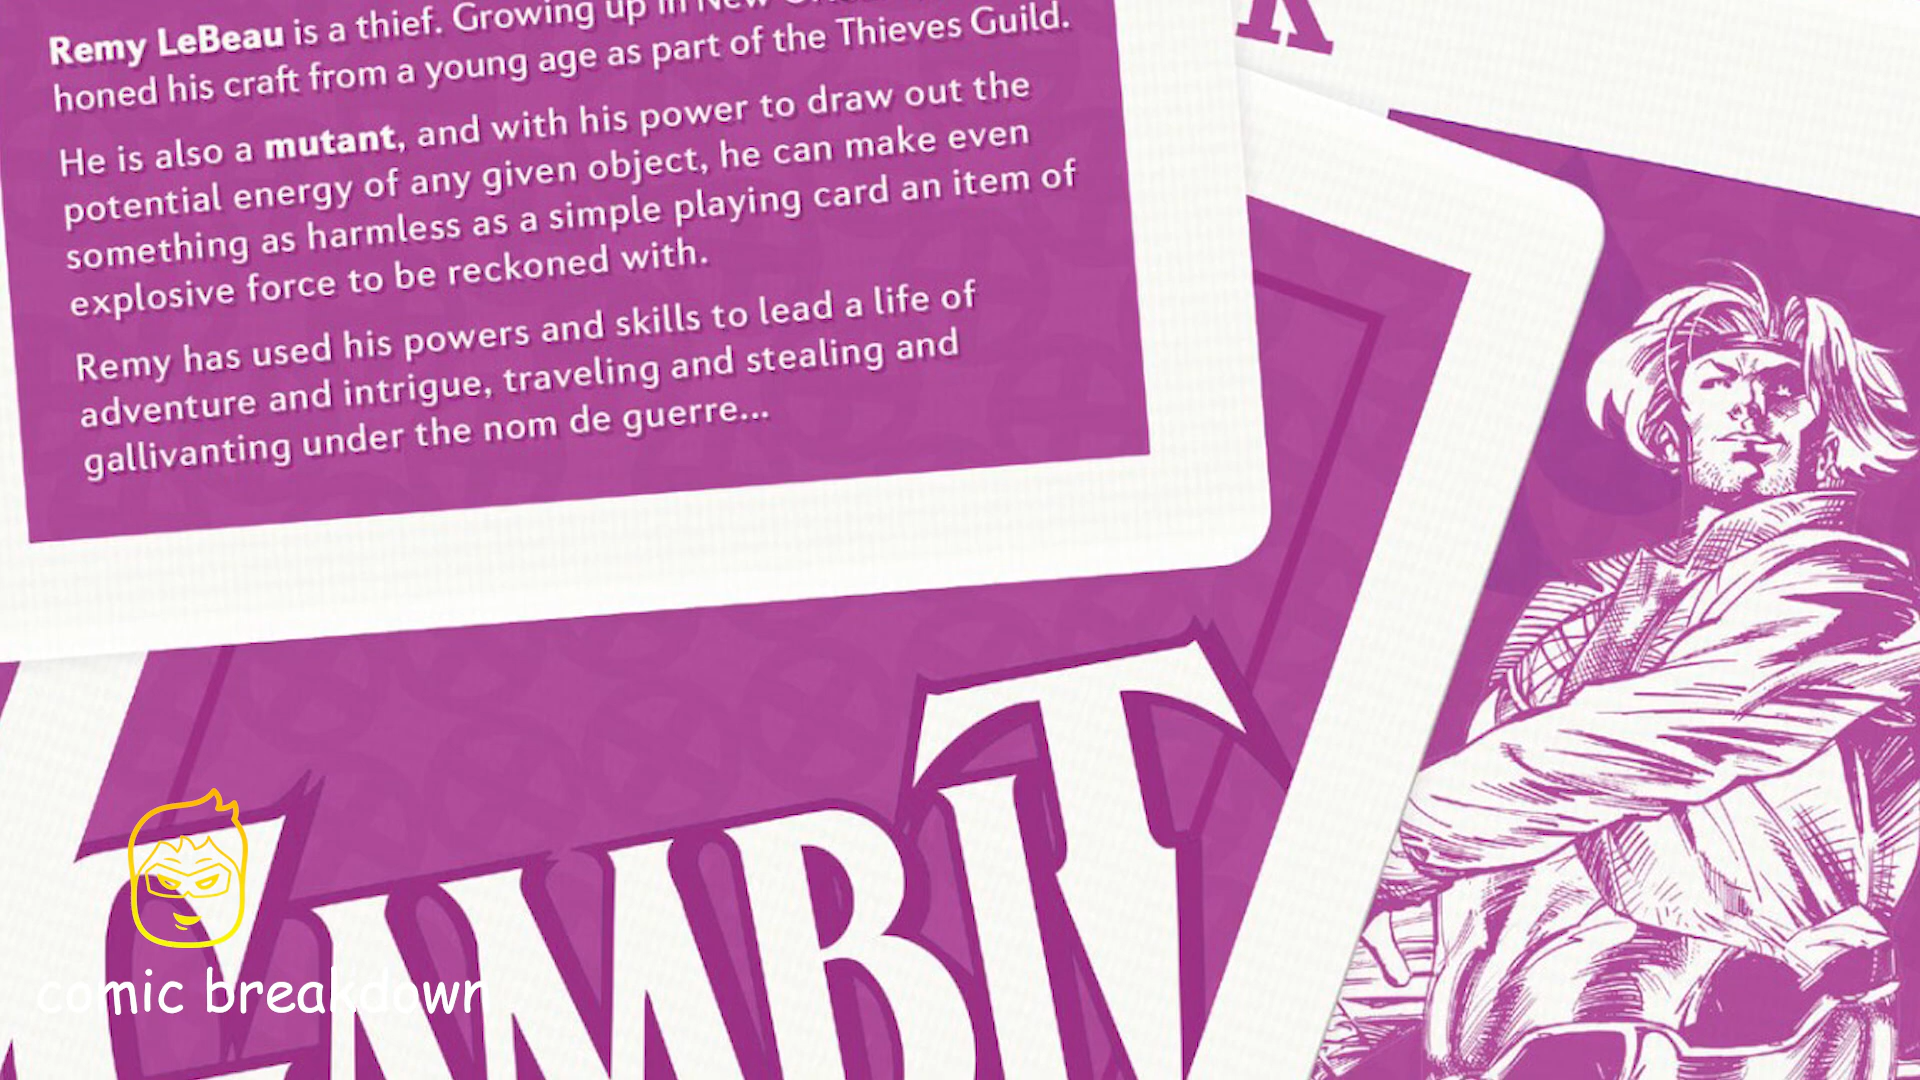 Remy LeBeau is a thief. Growing up in New
honed his craft from a young age as part of the Thieves Guild.
He is also a mutant, and with his power to draw out the
potential energy of any given object, he can make even
something as harmless as a simple playing card an item of
explosive force to be reckoned with.
Remy has used his powers and skills to lead a life of
adventure and intrigue, traveling and stealing and
gallivanting under the nom de guerre...
GAMBIT
comic breakdown